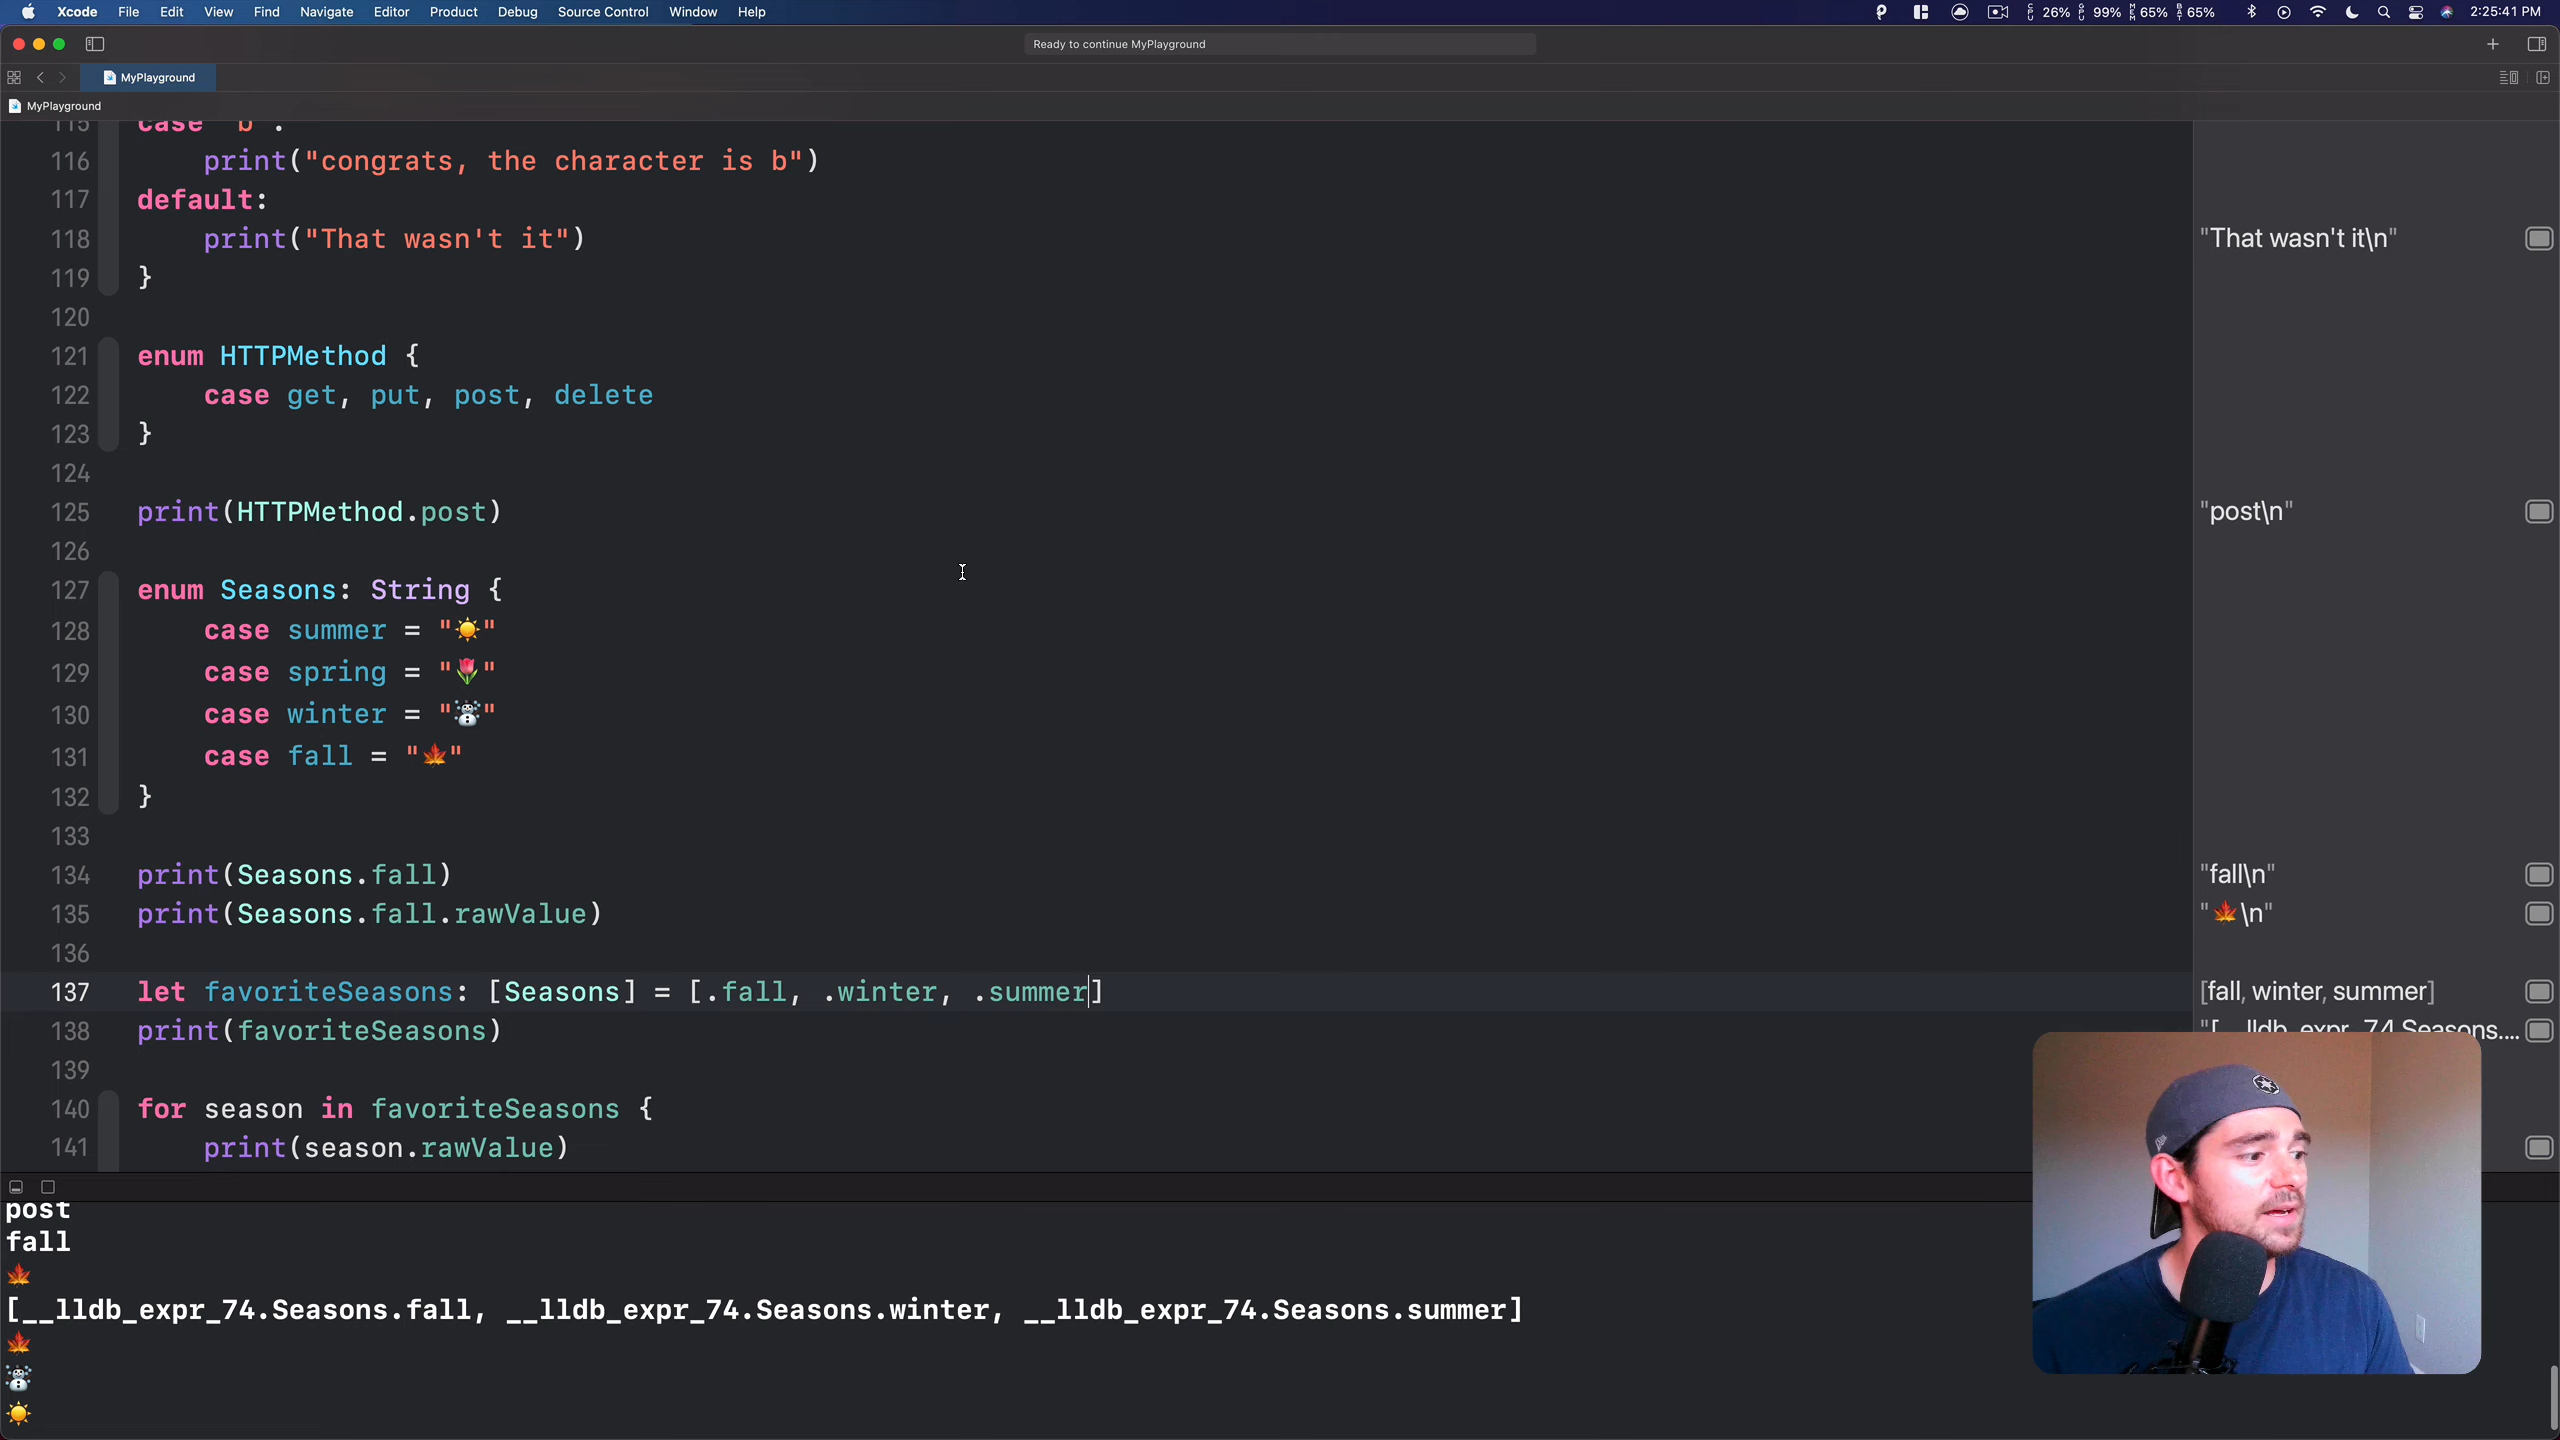 Xcode File Edit View Find Navigate Editor Product Debug Source Control Window Help 26% 99% 65% 65% 2:25:41 PM
Ready to continue MyPlayground
MyPlayground
MyPlayground
115 case "b":
116 print("congrats, the character is b")
117 default:
118 print("That wasn't it") "That wasn't it\n"
119 }
120
121 enum HTTPMethod {
122 case get, put, post, delete
123 }
124
125 print(HTTPMethod.post) "post\n"
126
127 enum Seasons: String {
128 case summer = "☀️"
129 case spring = "🌷"
130 case winter = "☃️"
131 case fall = "🍁"
132 }
133
134 print(Seasons.fall) "fall\n"
135 print(Seasons.fall.rawValue) "🍁\n"
136
137 let favoriteSeasons: [Seasons] = [.fall, .winter, .summer] [fall, winter, summer]
138 print(favoriteSeasons) "[__lldb_expr_74.Seasons....
139
140 for season in favoriteSeasons {
141 print(season.rawValue)
post
fall
🍁
[__lldb_expr_74.Seasons.fall, __lldb_expr_74.Seasons.winter, __lldb_expr_74.Seasons.summer]
🍁
☃️
☀️